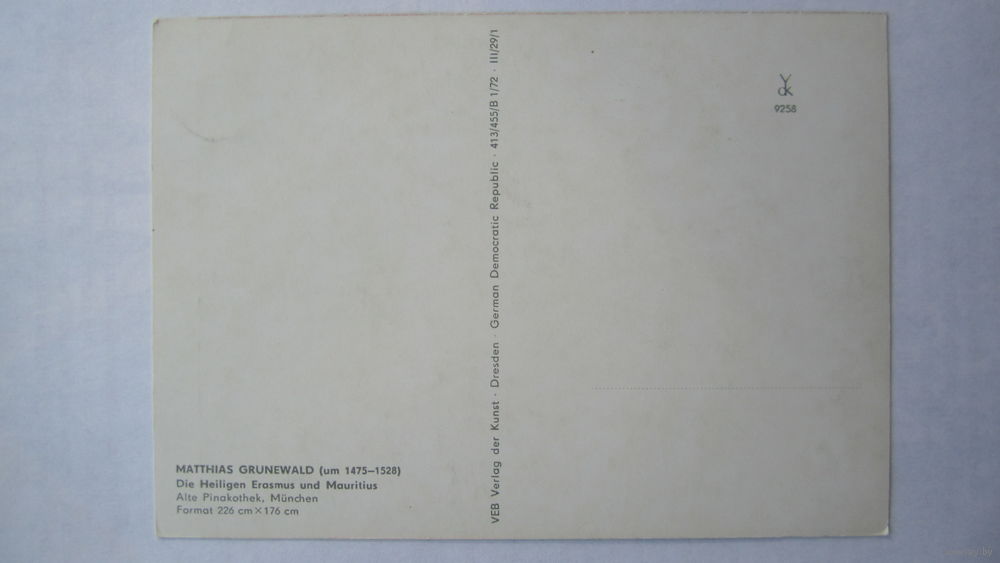 MATTHIAS GRUNEWALD (um 1475–1528)
Die Heiligen Erasmus und Mauritius
Alte Pinakothek, München
Format 226 cm×176 cm
VEB Verlag der Kunst · Dresden · German Democratic Republic · 413/455/B 1/72 · III/29/1
9258